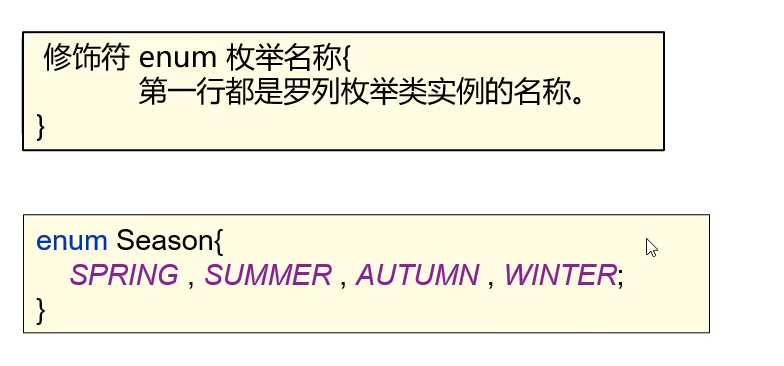 修饰符 enum 枚举名称{
第一行都是罗列枚举类实例的名称。
}
enum Season{
SPRING , SUMMER , AUTUMN , WINTER;
}